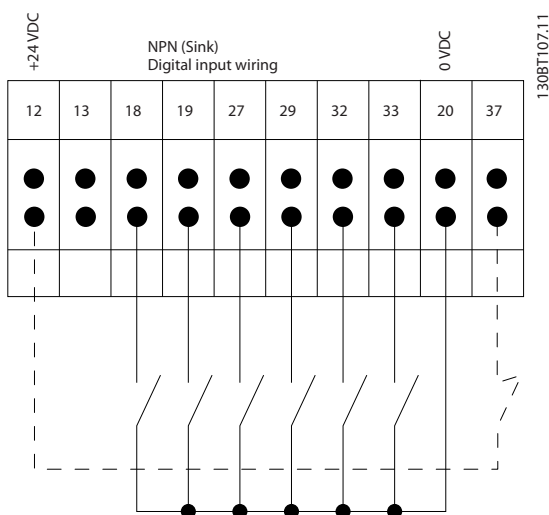 +24 VDC
NPN (Sink)
Digital input wiring
0 VDC
130BT107.11
12 13 18 19 27 29 32 33 20 37